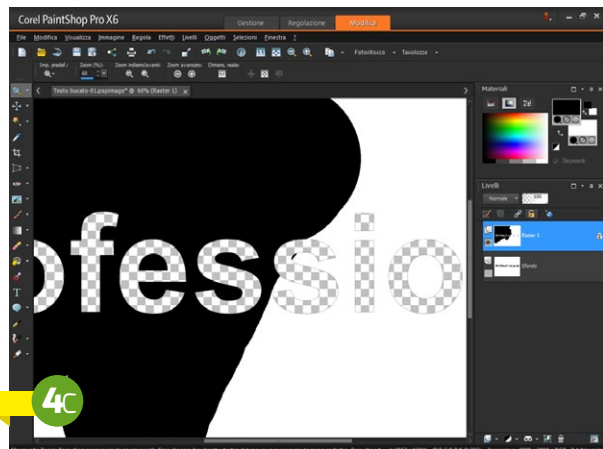 Corel PaintShop Pro X6
Gestione Regolazione Modifica
File Modifica Visualizza Immagine Regola Effetti Livelli Oggetti Selezioni Finestra ?
Fotoritocco Tavolozze
Imp. predef.: Zoom (%): Zoom indietro/avanti: Zoom avanzato: Dimens. reale:
60
Testo bucato-01.pspimage* @ 60% (Raster 1) x
Materiali
Strumenti
ofessio
Livelli
Normale 100
Raster 1
Sfondo
4C